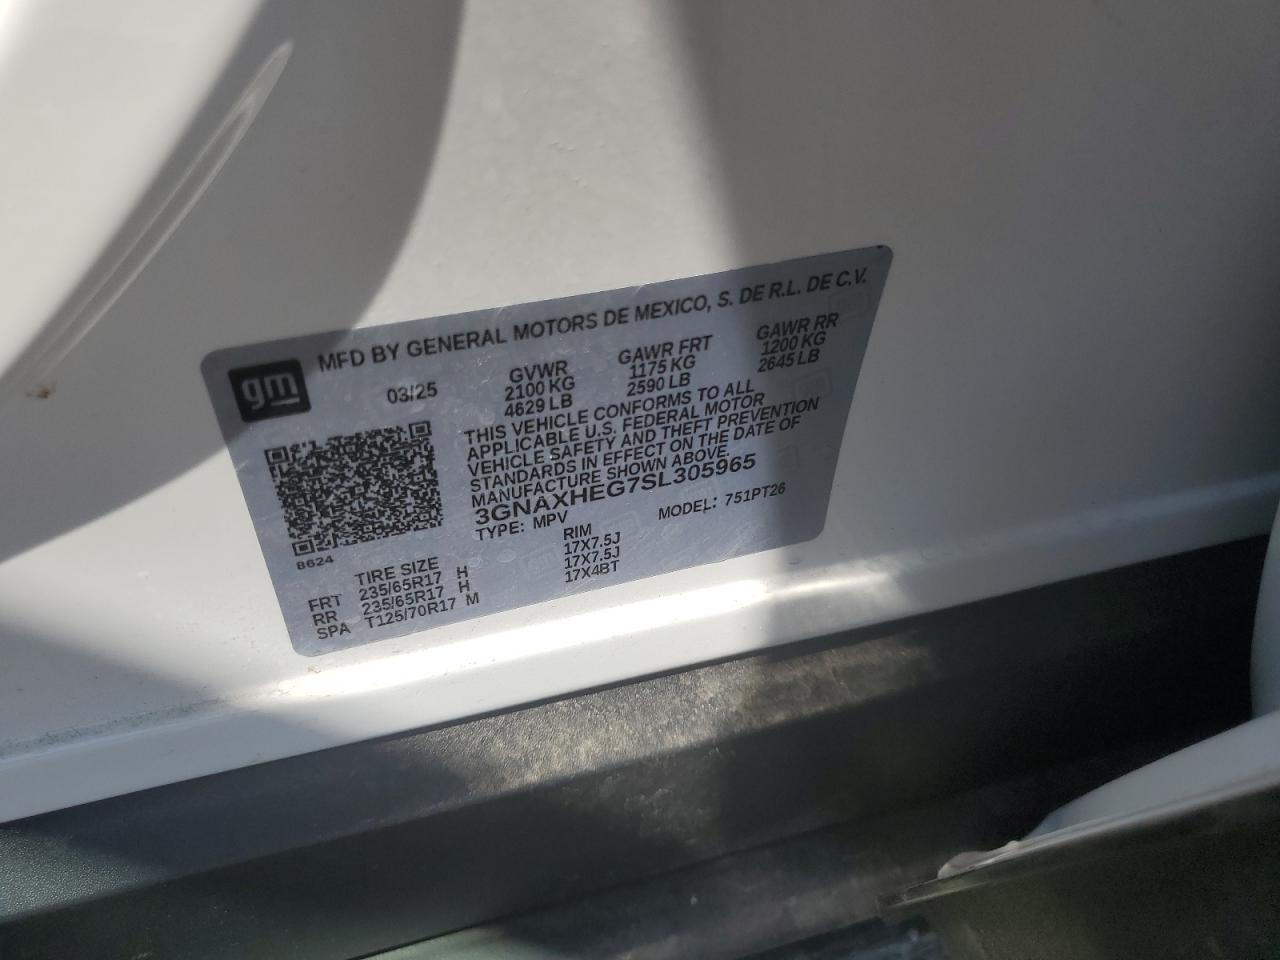 MFD BY GENERAL MOTORS DE MEXICO, S. DE R.L. DE C.V.
gm
03/25
GVWR GAWR FRT GAWR RR
2100 KG 1175 KG 1200 KG
4629 LB 2590 LB 2645 LB
THIS VEHICLE CONFORMS TO ALL
APPLICABLE U.S. FEDERAL MOTOR
VEHICLE SAFETY AND THEFT PREVENTION
STANDARDS IN EFFECT ON THE DATE OF
MANUFACTURE SHOWN ABOVE.
3GNAXHEG7SL305965
TYPE: MPV MODEL: 751PT26
8624
TIRE SIZE RIM
FRT 235/65R17 H 17X7.5J
RR 235/65R17 H 17X7.5J
SPA T125/70R17 M 17X4BT